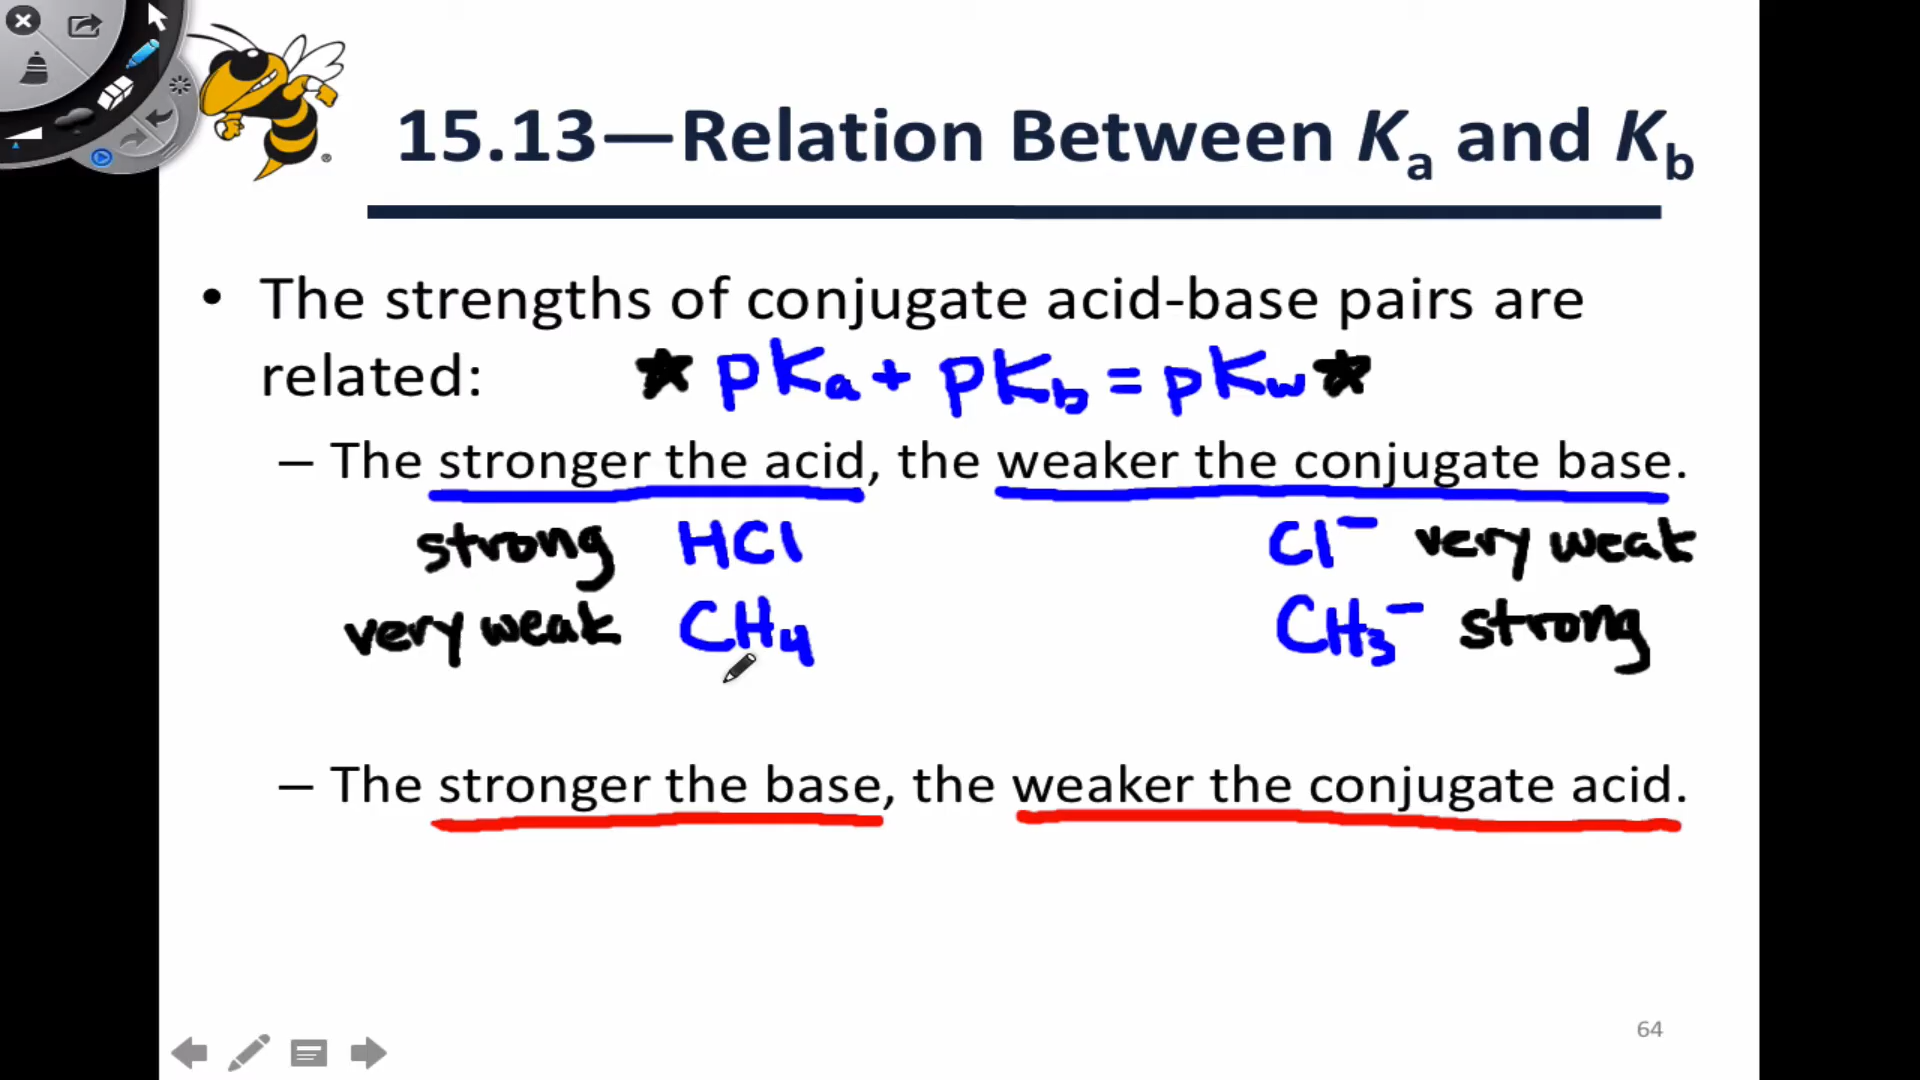 15.13—Relation Between Ka and Kb
• The strengths of conjugate acid-base pairs are
related: ★ pKa + pKb = pKw ★
– The stronger the acid, the weaker the conjugate base.
strong HCl Cl⁻ very weak
very weak CH₄ CH₃⁻ strong
– The stronger the base, the weaker the conjugate acid.
64